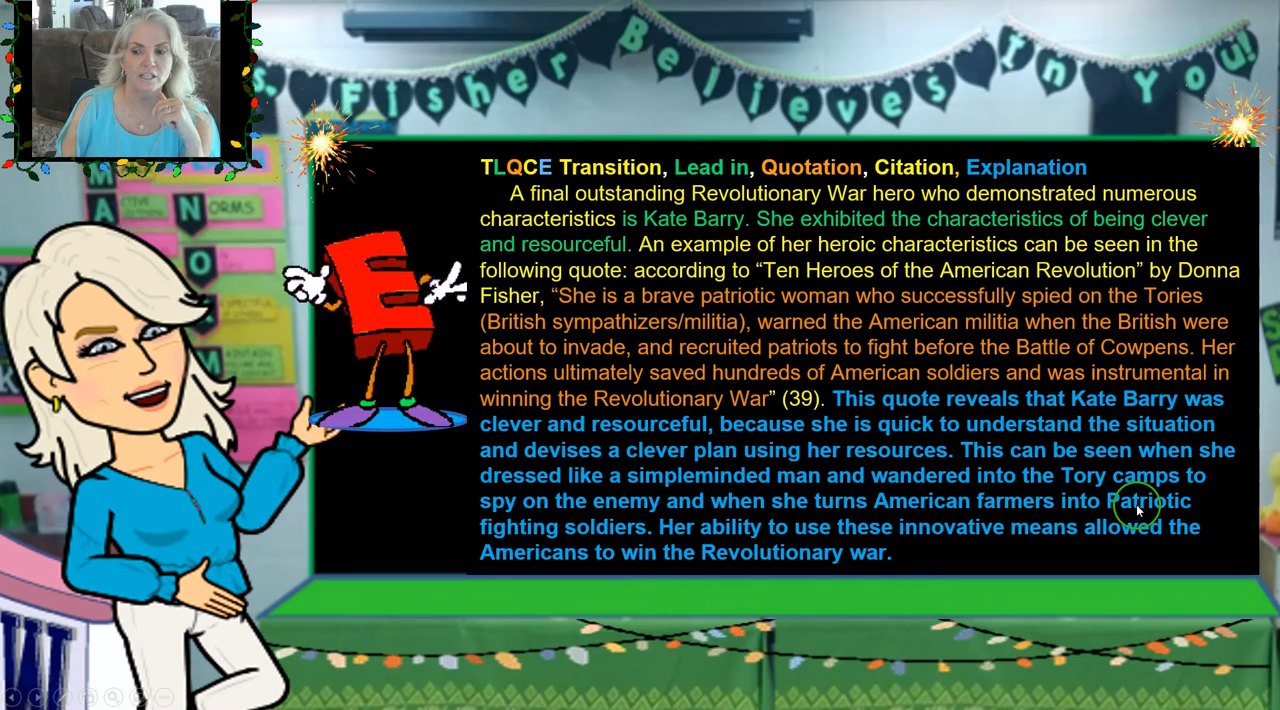 s. Fisher Believes In You!
M
A
NORMS
N
O
TLQCE Transition, Lead in, Quotation, Citation, Explanation
A final outstanding Revolutionary War hero who demonstrated numerous
characteristics is Kate Barry. She exhibited the characteristics of being clever
and resourceful. An example of her heroic characteristics can be seen in the
following quote: according to “Ten Heroes of the American Revolution” by Donna
Fisher, “She is a brave patriotic woman who successfully spied on the Tories
(British sympathizers/militia), warned the American militia when the British were
about to invade, and recruited patriots to fight before the Battle of Cowpens. Her
actions ultimately saved hundreds of American soldiers and was instrumental in
winning the Revolutionary War” (39). This quote reveals that Kate Barry was
clever and resourceful, because she is quick to understand the situation
and devises a clever plan using her resources. This can be seen when she
dressed like a simpleminded man and wandered into the Tory camps to
spy on the enemy and when she turns American farmers into Patriotic
fighting soldiers. Her ability to use these innovative means allowed the
Americans to win the Revolutionary war.
E